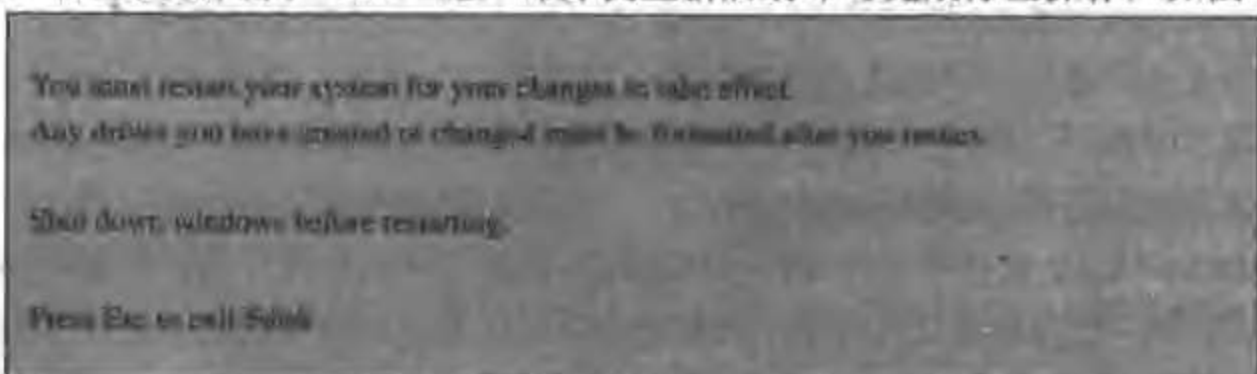 You must restart your system for your changes to take effect.
Any drives you have created or changed must be formatted after you restart.
Shut down windows before restarting.
Press Esc to exit Fdisk